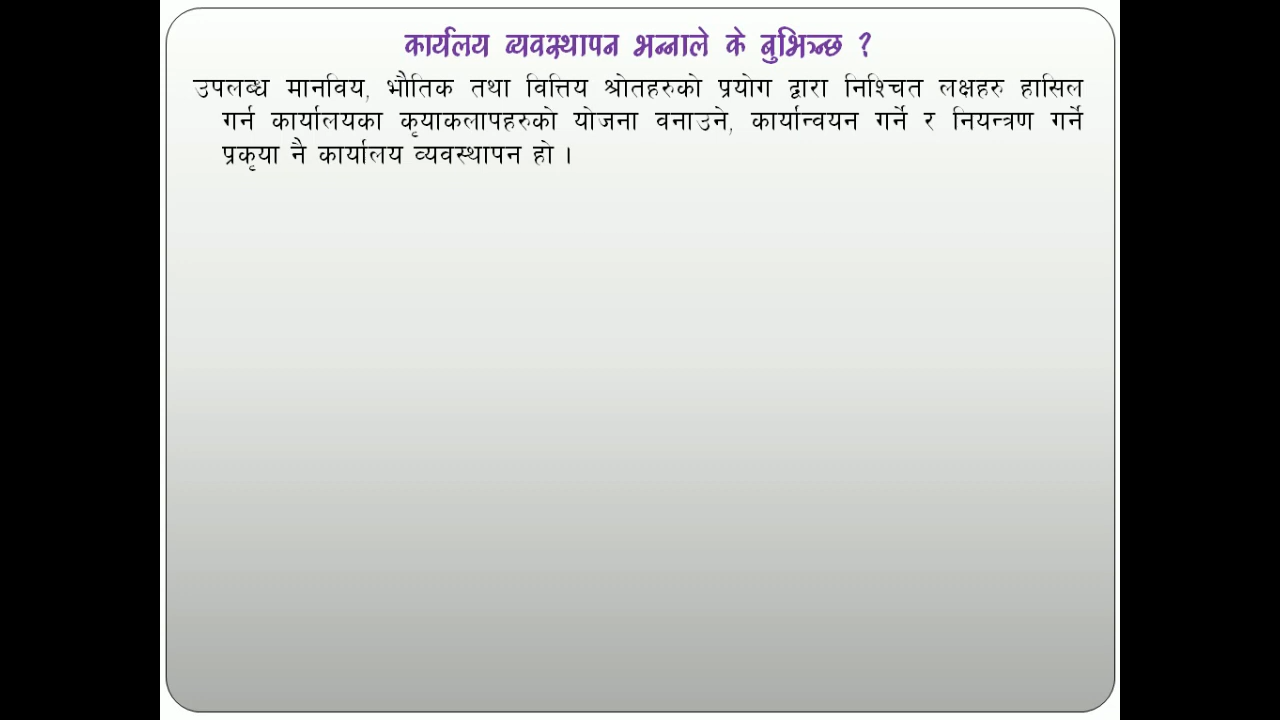 कार्यलय व्यवस्थापन भन्नाले के बुझिन्छ ?
उपलब्ध मानविय, भौतिक तथा वित्तिय श्रोतहरुको प्रयोग द्वारा निश्चित लक्षहरु हासिल
गर्न कार्यालयका कृयाकलापहरुको योजना वनाउने, कार्यान्वयन गर्ने र नियन्त्रण गर्ने
प्रकृया नै कार्यालय व्यवस्थापन हो ।